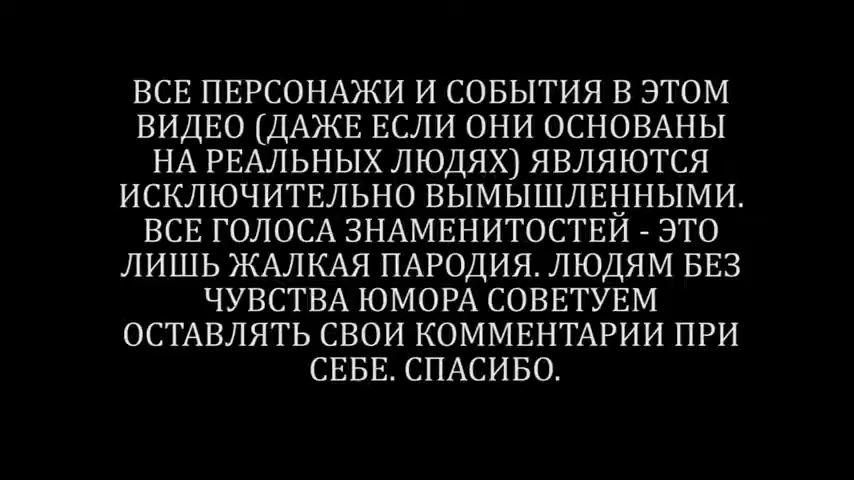 ВСЕ ПЕРСОНАЖИ И СОБЫТИЯ В ЭТОМ
ВИДЕО (ДАЖЕ ЕСЛИ ОНИ ОСНОВАНЫ
НА РЕАЛЬНЫХ ЛЮДЯХ) ЯВЛЯЮТСЯ
ИСКЛЮЧИТЕЛЬНО ВЫМЫШЛЕННЫМИ.
ВСЕ ГОЛОСА ЗНАМЕНИТОСТЕЙ - ЭТО
ЛИШЬ ЖАЛКАЯ ПАРОДИЯ. ЛЮДЯМ БЕЗ
ЧУВСТВА ЮМОРА СОВЕТУЕМ
ОСТАВЛЯТЬ СВОИ КОММЕНТАРИИ ПРИ
СЕБЕ. СПАСИБО.